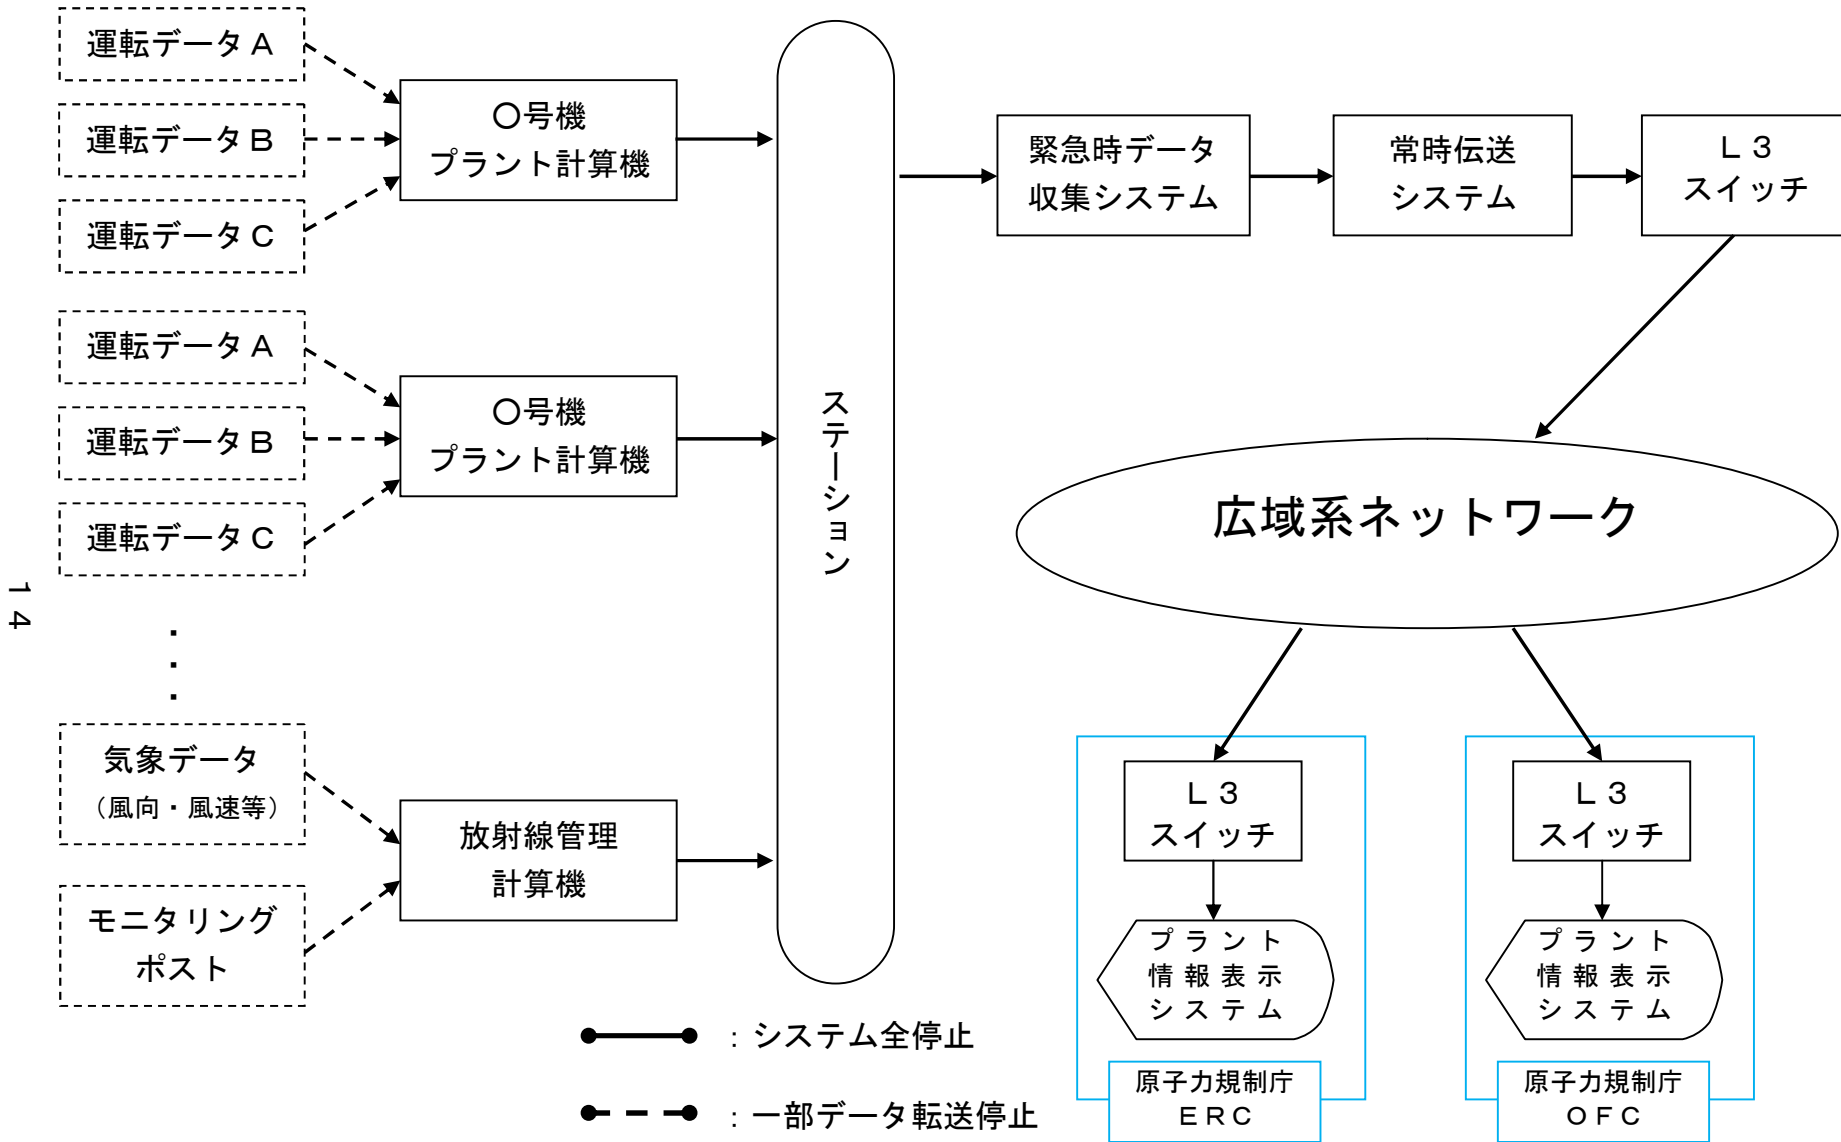 運転データA
運転データB
運転データC
〇号機
プラント計算機
運転データA
運転データB
運転データC
〇号機
プラント計算機
・
・
・
気象データ
（風向・風速等）
モニタリング
ポスト
放射線管理
計算機
ステーション
緊急時データ
収集システム
常時伝送
システム
L3
スイッチ
広域系ネットワーク
L3
スイッチ
プラント
情報表示
システム
原子力規制庁
ERC
L3
スイッチ
プラント
情報表示
システム
原子力規制庁
OFC
：システム全停止
：一部データ転送停止
14